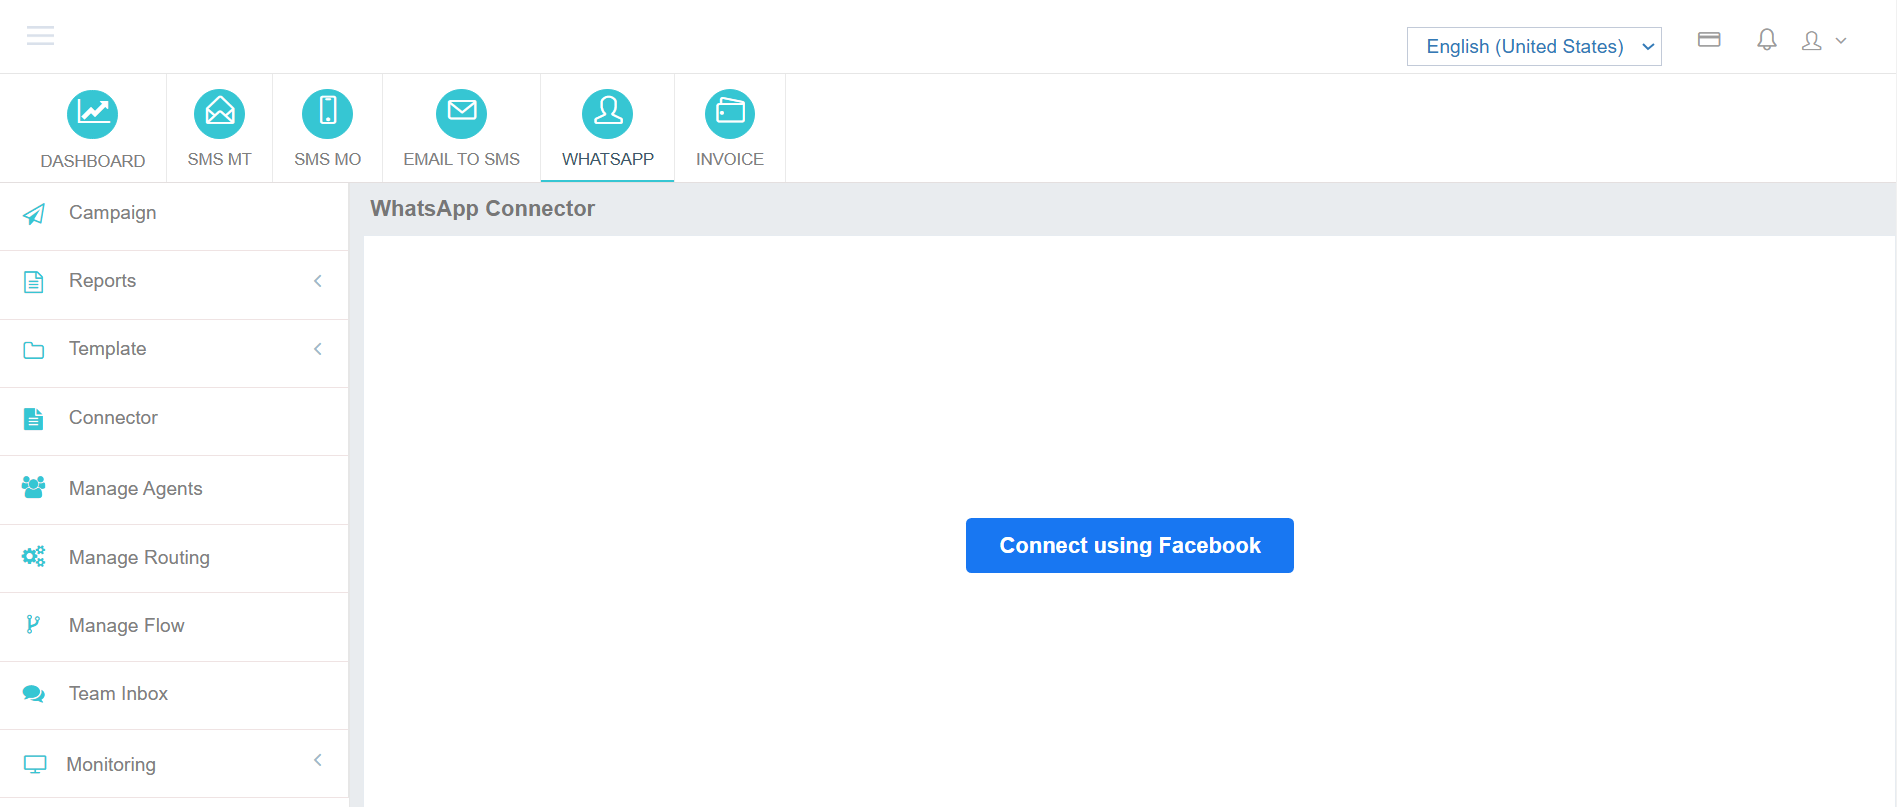 English (United States)
DASHBOARD
SMS MT
SMS MO
EMAIL TO SMS
WHATSAPP
INVOICE
Campaign
Reports
Template
Connector
Manage Agents
Manage Routing
Manage Flow
Team Inbox
Monitoring
WhatsApp Connector
Connect using Facebook